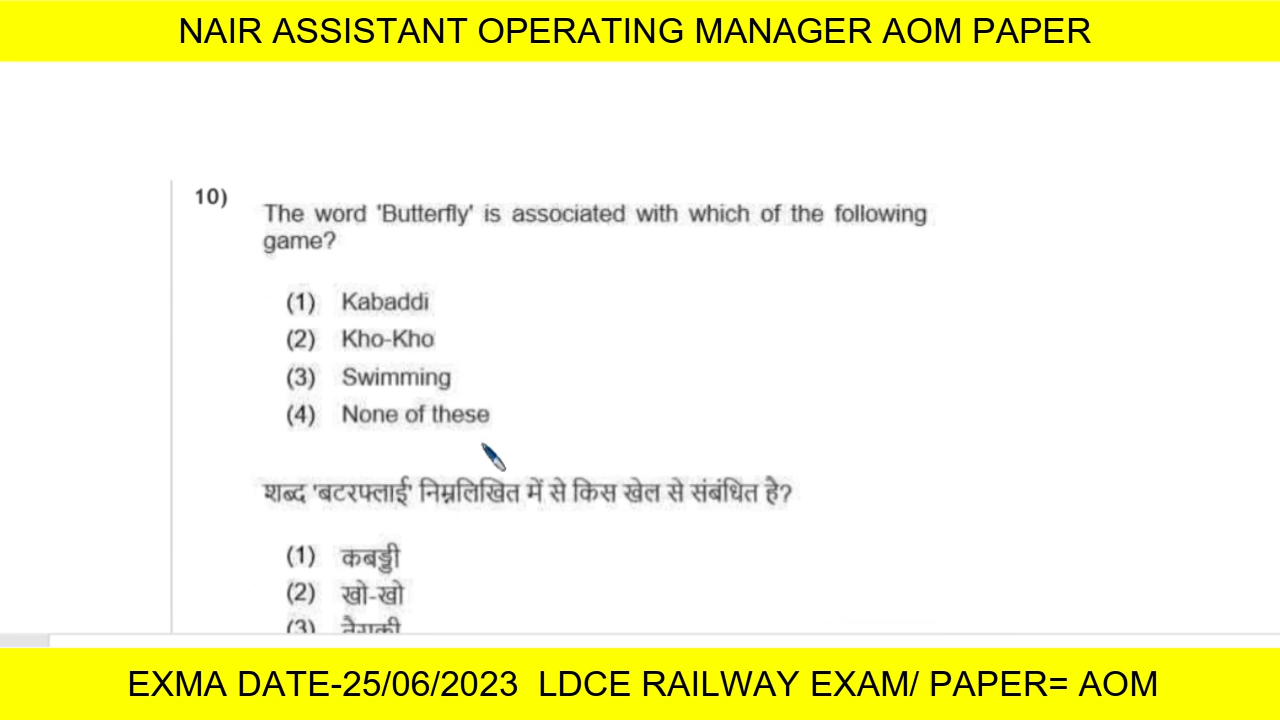 NAIR ASSISTANT OPERATING MANAGER AOM PAPER
10)
The word 'Butterfly' is associated with which of the following
game?
(1) Kabaddi
(2) Kho-Kho
(3) Swimming
(4) None of these
शब्द 'बटरफ्लाई' निम्नलिखित में से किस खेल से संबंधित है?
(1) कबड्डी
(2) खो-खो
(3) तैराकी
EXMA DATE-25/06/2023 LDCE RAILWAY EXAM/ PAPER= AOM